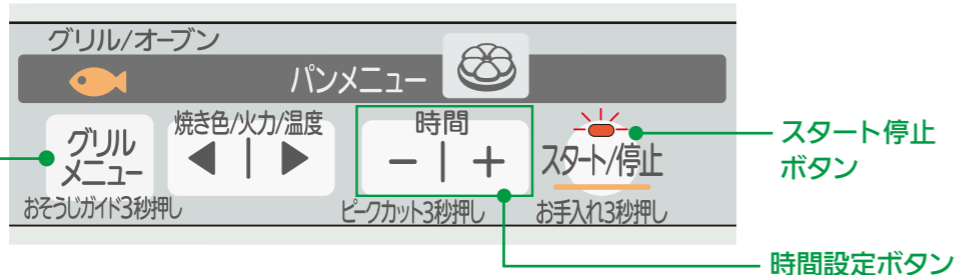 グリル/オーブン
パンメニュー
グリル
メニュー
おそうじガイド3秒押し
焼き色/火力/温度
◀ | ▶
時間
− | +
ピークカット3秒押し
スタート/停止
お手入れ3秒押し
スタート停止
ボタン
時間設定ボタン